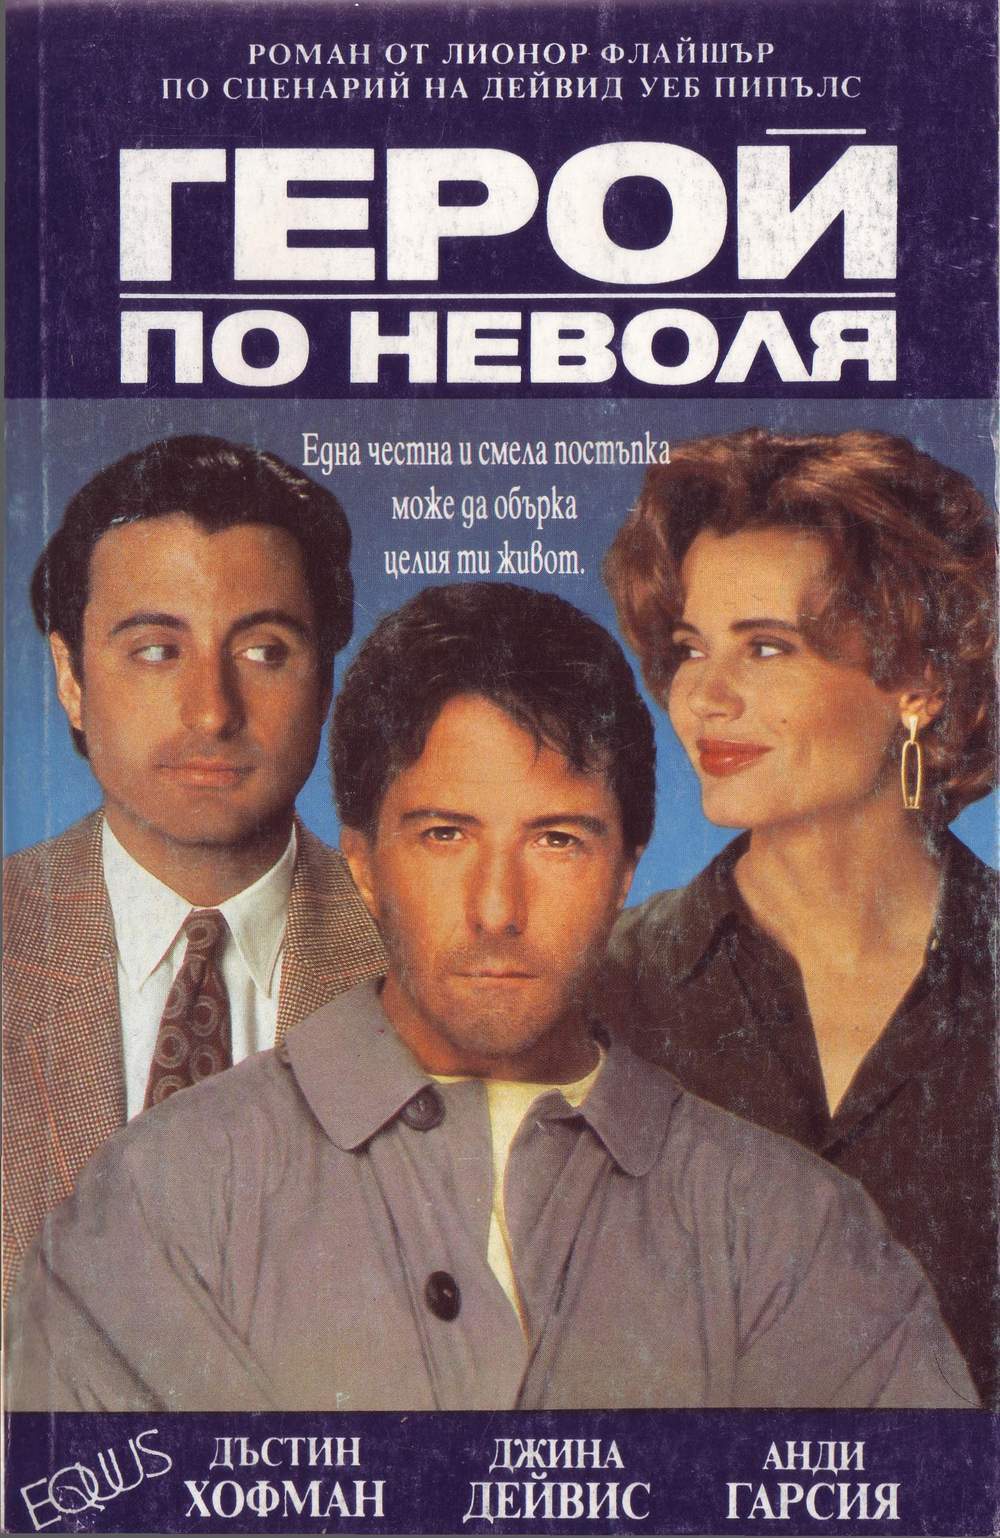 РОМАН ОТ ЛИОНОР ФЛАЙШЪР
ПО СЦЕНАРИЙ НА ДЕЙВИД УЕБ ПИПЪЛС
ГЕРОЙ
ПО НЕВОЛЯ
Една честна и смела постъпка
може да обърка
целия ти живот.
EQUUS
ДЪСТИН
ХОФМАН
ДЖИНА
ДЕЙВИС
АНДИ
ГАРСИЯ